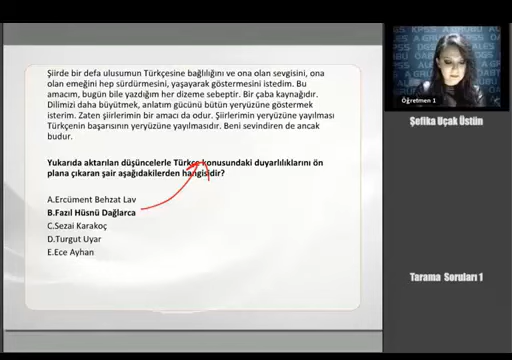 Şiirde bir defa ulusumun Türkçesine bağlılığını ve ona olan sevgisini, ona
olan emeğini hep sürdürmesini, yaşayarak göstermesini istedim. Bu
amacım, bugün bile yazdığım her dizeme sebeptir. Bir çaba kaynağıdır.
Dilimizi daha büyütmek, anlatım gücünü bütün yeryüzüne göstermek
isterim. Zaten şiirlerimin bir amacı da odur. Şiirlerimin yeryüzüne yayılması
Türkçenin başarısının yeryüzüne yayılmasıdır. Beni sevindiren de ancak
budur.
Yukarıda aktarılan düşüncelerle Türkçe konusundaki duyarlılıklarını ön
plana çıkaran şair aşağıdakilerden hangisidir?
A.Ercüment Behzat Lav
B.Fazıl Hüsnü Dağlarca
C.Sezai Karakoç
D.Turgut Uyar
E.Ece Ayhan
Öğretmen 1
Şefika Uçak Üstün
Tarama Soruları 1